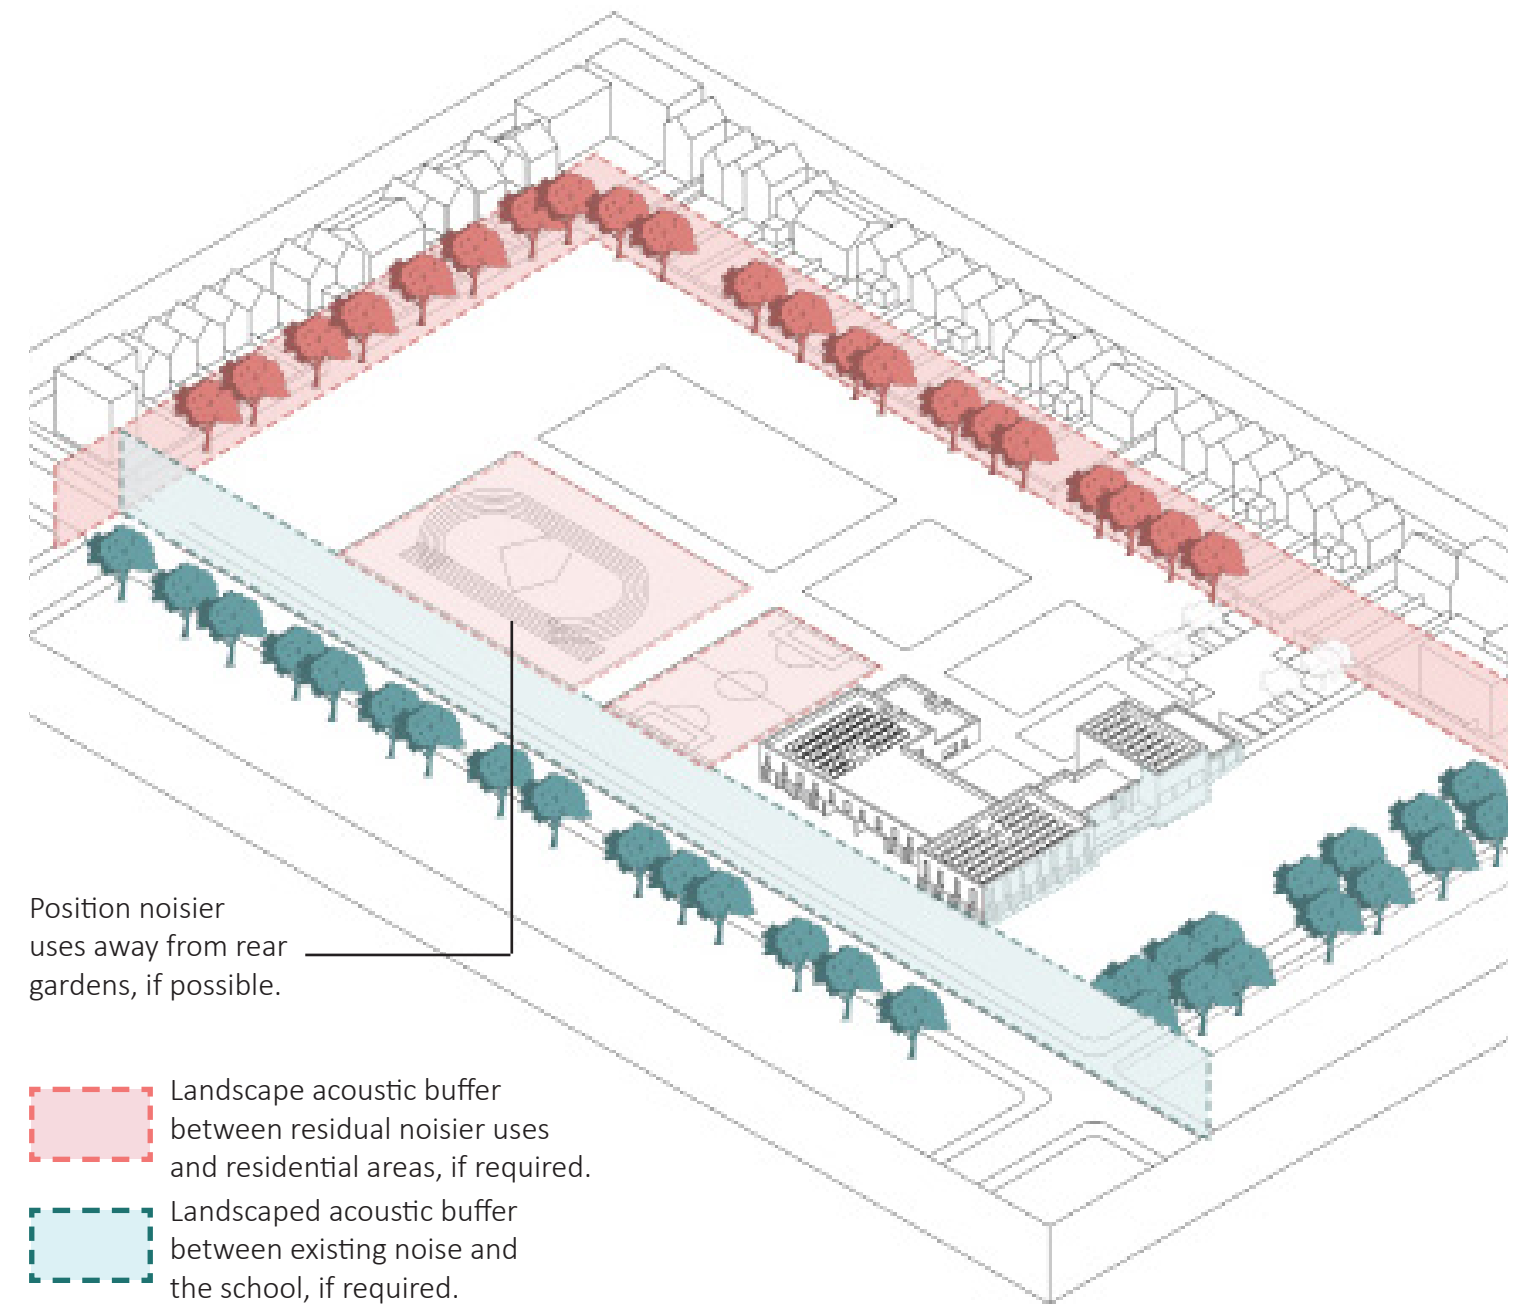 Position noisier
uses away from rear
gardens, if possible.
Landscape acoustic buffer
between residual noisier uses
and residential areas, if required.
Landscaped acoustic buffer
between existing noise and
the school, if required.